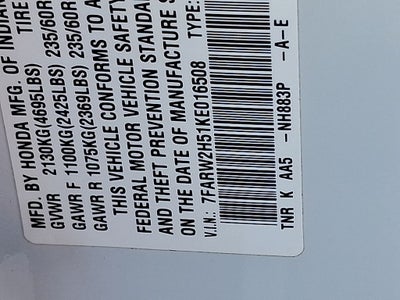 MFD. BY HONDA MFG. OF INDIAN
TIRE
GVWR 2130KG(4695LBS) 235/60R
GAWR F 1100KG(2425LBS) 235/60R
GAWR R 1075KG(2369LBS) 235/60R
THIS VEHICLE CONFORMS TO A
FEDERAL MOTOR VEHICLE SAFETY
AND THEFT PREVENTION STANDAR
ON THE DATE OF MANUFACTURE S
V.I.N.: 7FARW2H51KE016508 TYPE:
TNR K AA5 -NH883P -A-E